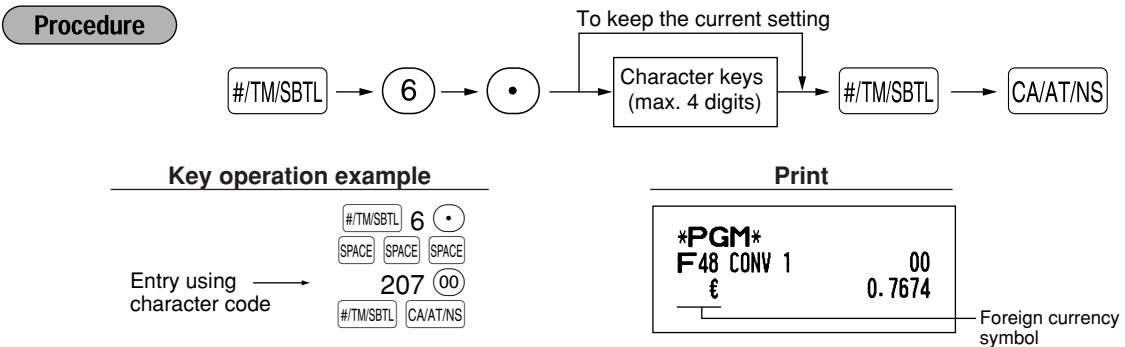 Procedure
To keep the current setting
#/TM/SBTL 6 • Character keys (max. 4 digits) #/TM/SBTL CA/AT/NS
Key operation example
#/TM/SBTL 6 •
SPACE SPACE SPACE
Entry using character code 207 00
#/TM/SBTL CA/AT/NS
Print
*PGM*
F48 CONV 1 00
€ 0.7674
Foreign currency
symbol